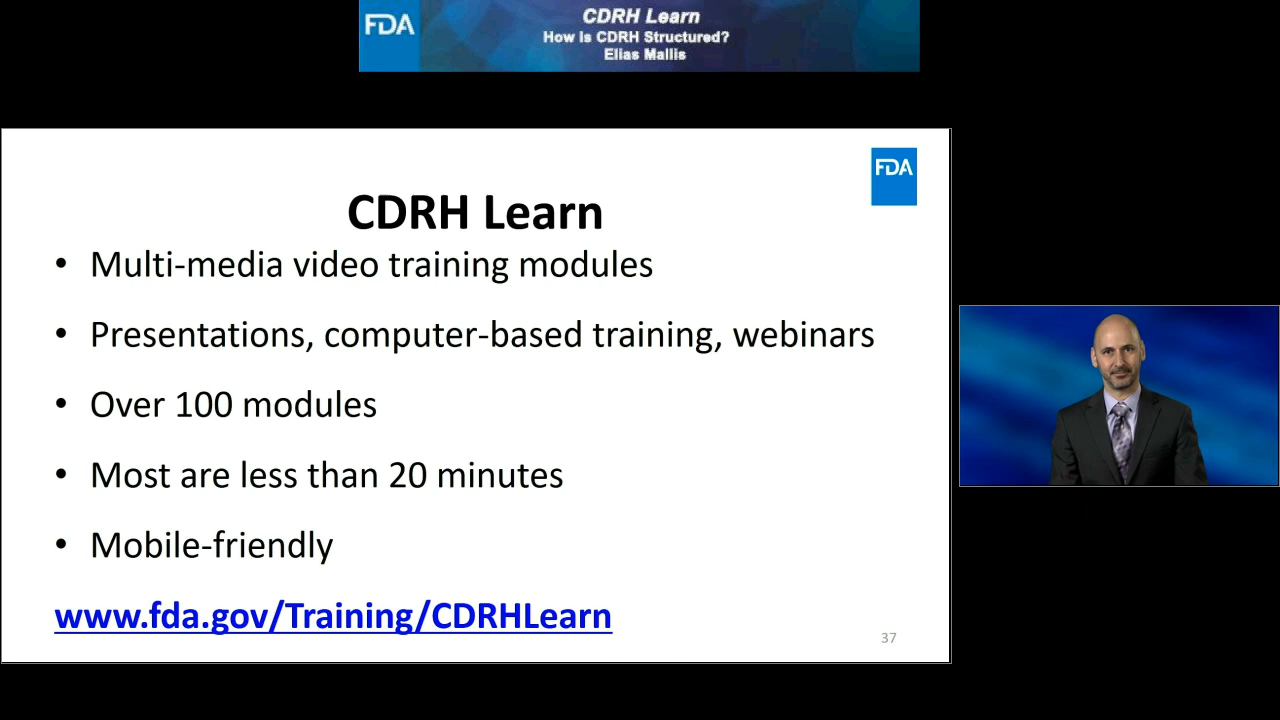 FDA
CDRH Learn
How Is CDRH Structured?
Elias Mallis
FDA
CDRH Learn
• Multi-media video training modules
• Presentations, computer-based training, webinars
• Over 100 modules
• Most are less than 20 minutes
• Mobile-friendly
www.fda.gov/Training/CDRHLearn
37